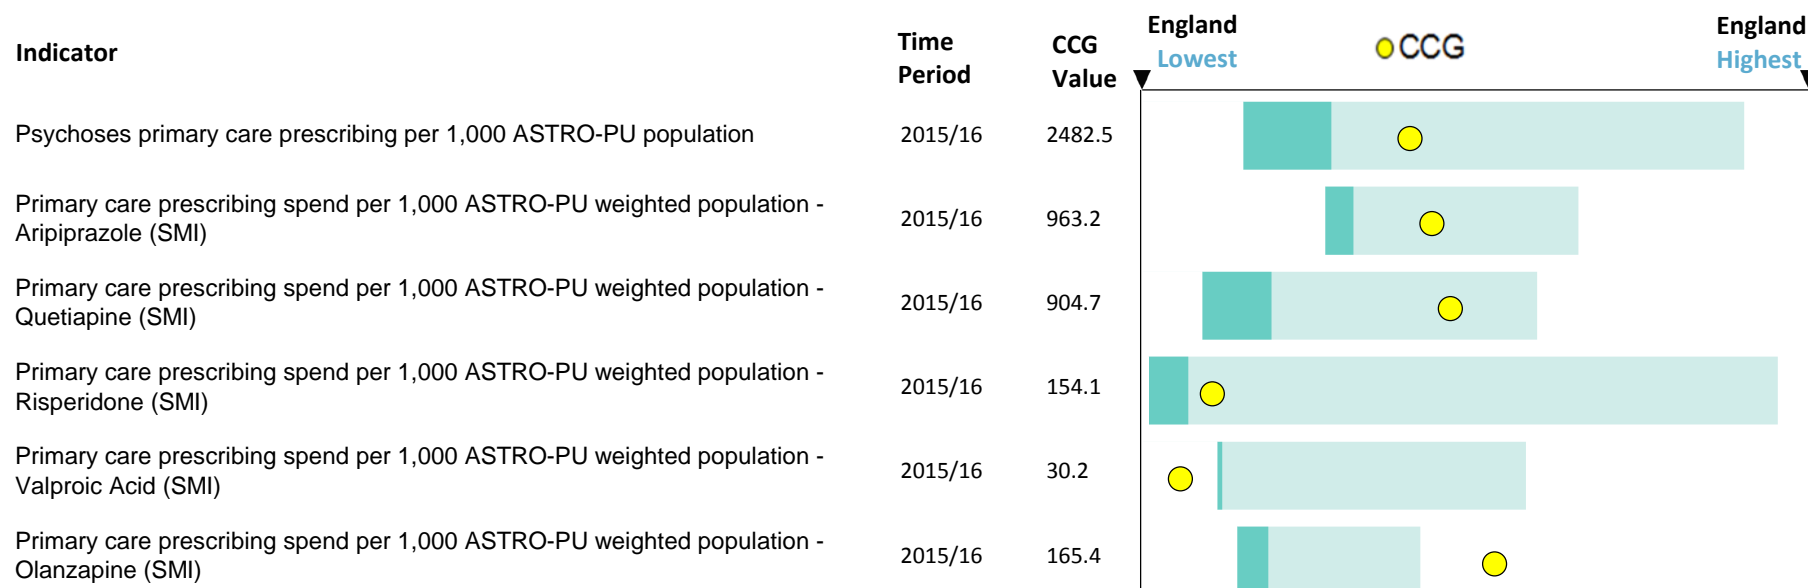 Indicator
Time Period
CCG Value
England Lowest
CCG
England Highest
Psychoses primary care prescribing per 1,000 ASTRO-PU population 2015/16 2482.5
Primary care prescribing spend per 1,000 ASTRO-PU weighted population -
Aripiprazole (SMI) 2015/16 963.2
Primary care prescribing spend per 1,000 ASTRO-PU weighted population -
Quetiapine (SMI) 2015/16 904.7
Primary care prescribing spend per 1,000 ASTRO-PU weighted population -
Risperidone (SMI) 2015/16 154.1
Primary care prescribing spend per 1,000 ASTRO-PU weighted population -
Valproic Acid (SMI) 2015/16 30.2
Primary care prescribing spend per 1,000 ASTRO-PU weighted population -
Olanzapine (SMI) 2015/16 165.4